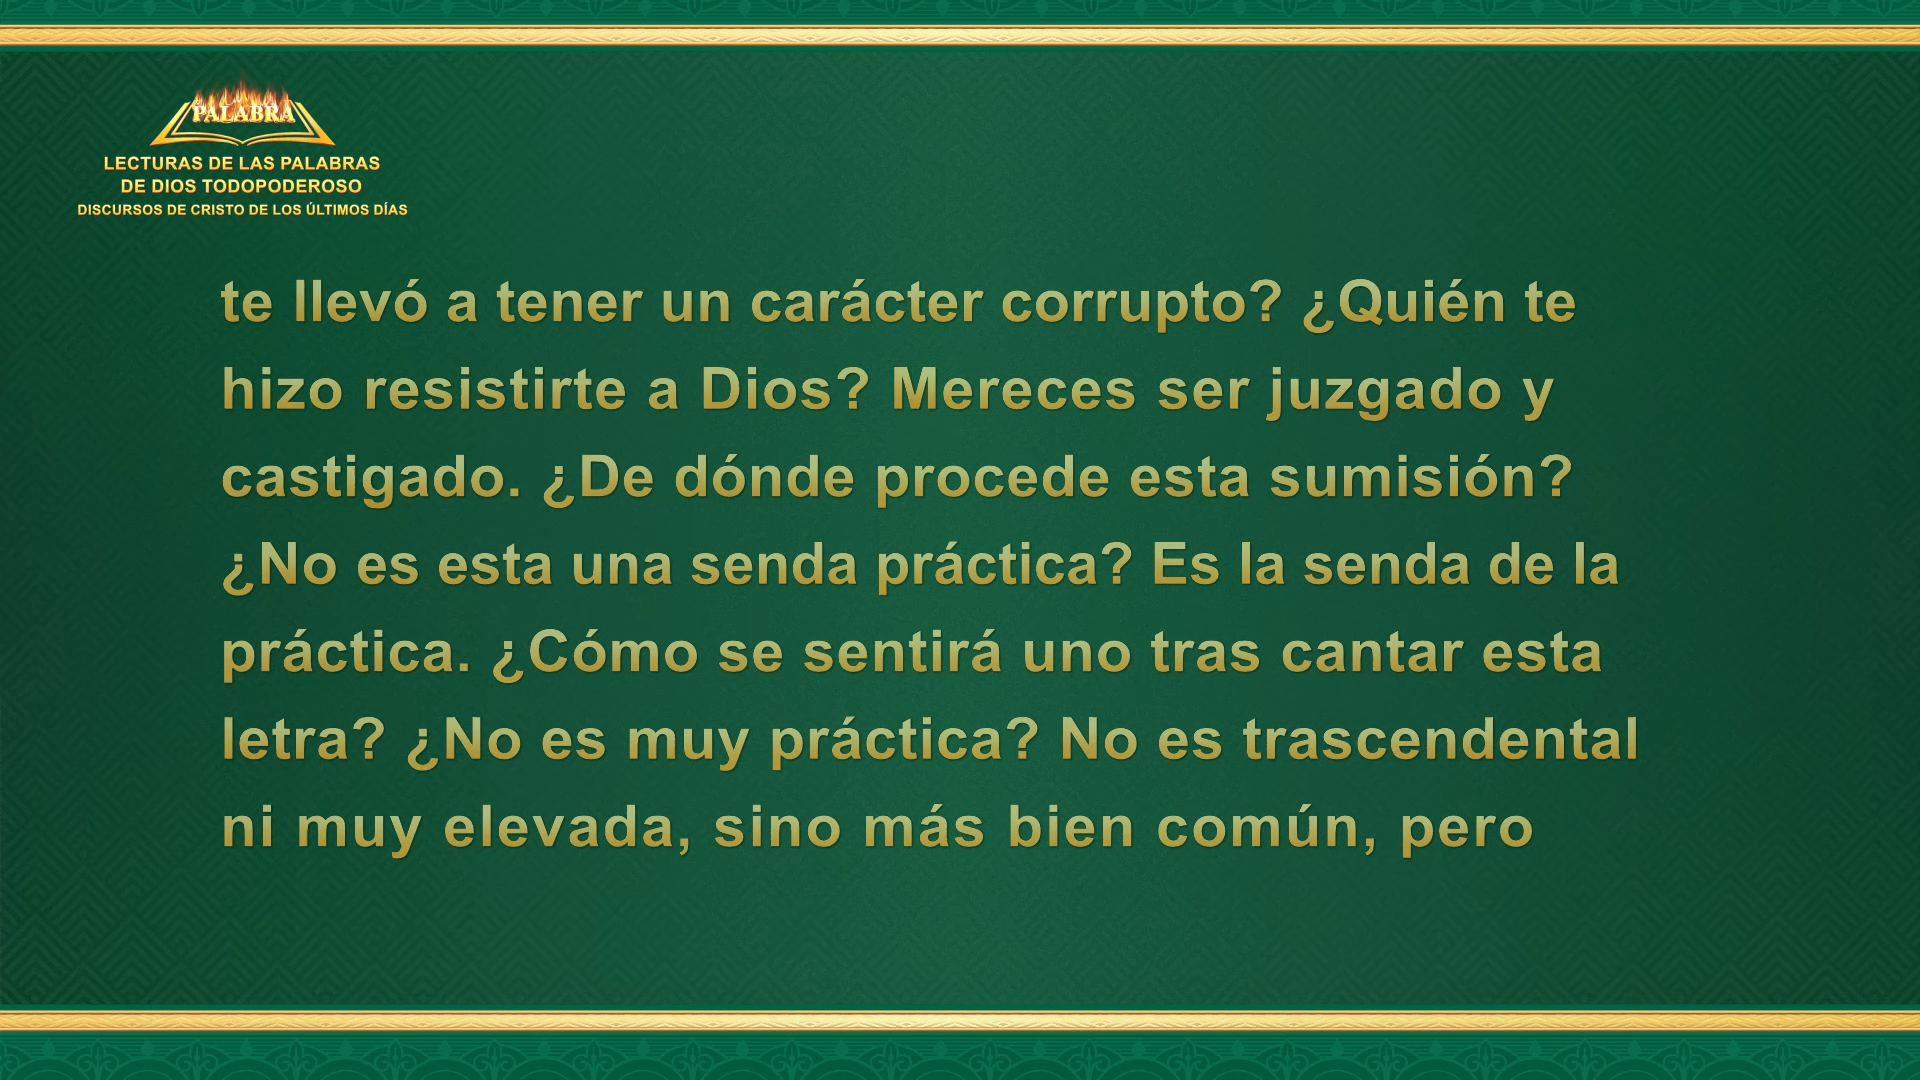 PALABRA
LECTURAS DE LAS PALABRAS
DE DIOS TODOPODEROSO
DISCURSOS DE CRISTO DE LOS ÚLTIMOS DÍAS
te llevó a tener un carácter corrupto? ¿Quién te
hizo resistirte a Dios? Mereces ser juzgado y
castigado. ¿De dónde procede esta sumisión?
¿No es esta una senda práctica? Es la senda de la
práctica. ¿Cómo se sentirá uno tras cantar esta
letra? ¿No es muy práctica? No es trascendental
ni muy elevada, sino más bien común, pero